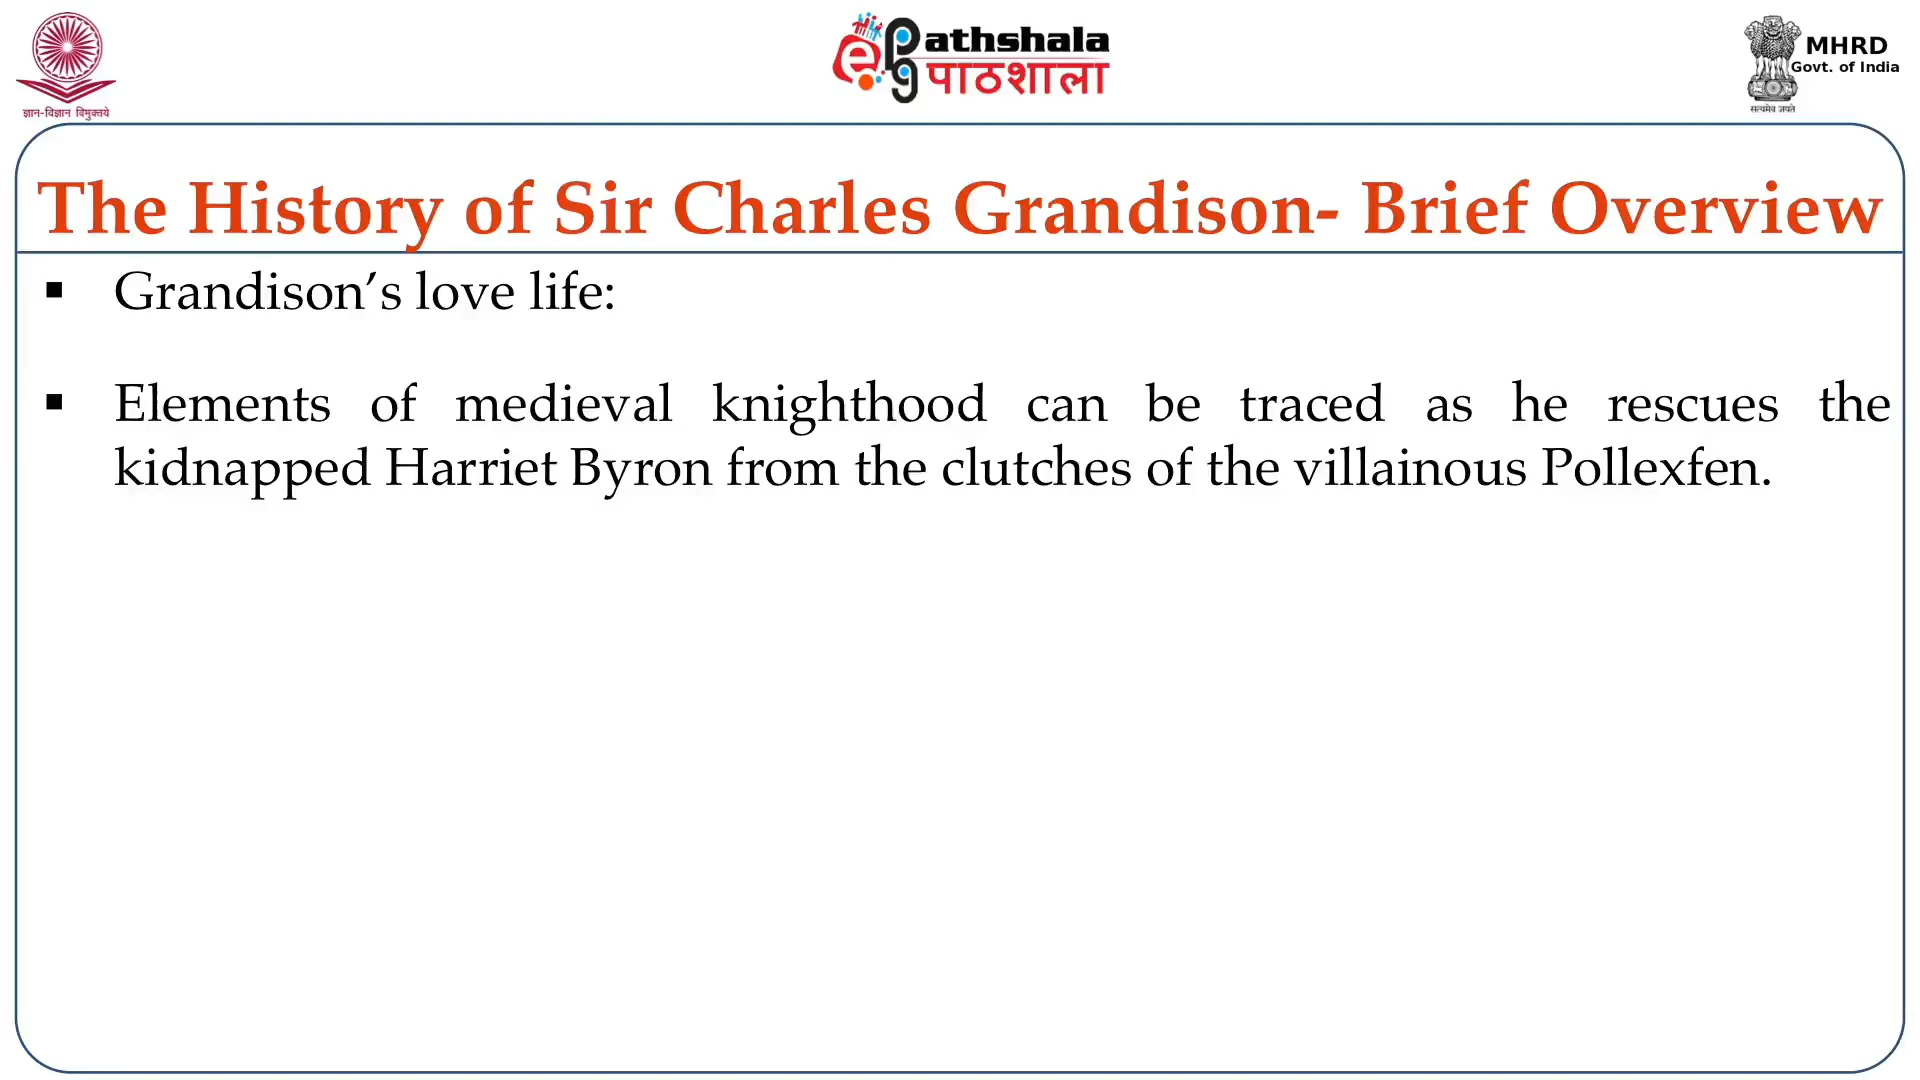 ज्ञान-विज्ञान विमुक्तये
e
pg
athshala
पाठशाला
MHRD
Govt. of India
सत्यमेव जयते
The History of Sir Charles Grandison- Brief Overview
▪ Grandison’s love life:
▪ Elements of medieval knighthood can be traced as he rescues the
kidnapped Harriet Byron from the clutches of the villainous Pollexfen.